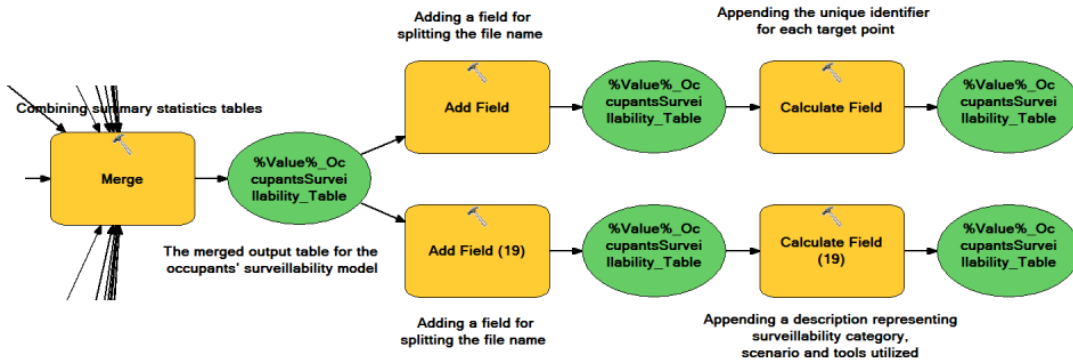 Adding a field for
splitting the file name
Appending the unique identifier
for each target point
Combining summary statistics tables
Merge
%Value%_Oc
cupantsSurvei
llability_Table
Add Field
%Value%_Oc
cupantsSurvei
llability_Table
Calculate Field
%Value%_Oc
cupantsSurvei
llability_Table
The merged output table for the
occupants' surveillability model
Add Field (19)
%Value%_Oc
cupantsSurvei
llability_Table
Calculate Field
(19)
%Value%_Oc
cupantsSurvei
llability_Table
Adding a field for
splitting the file name
Appending a description representing
surveillability category,
scenario and tools utilized